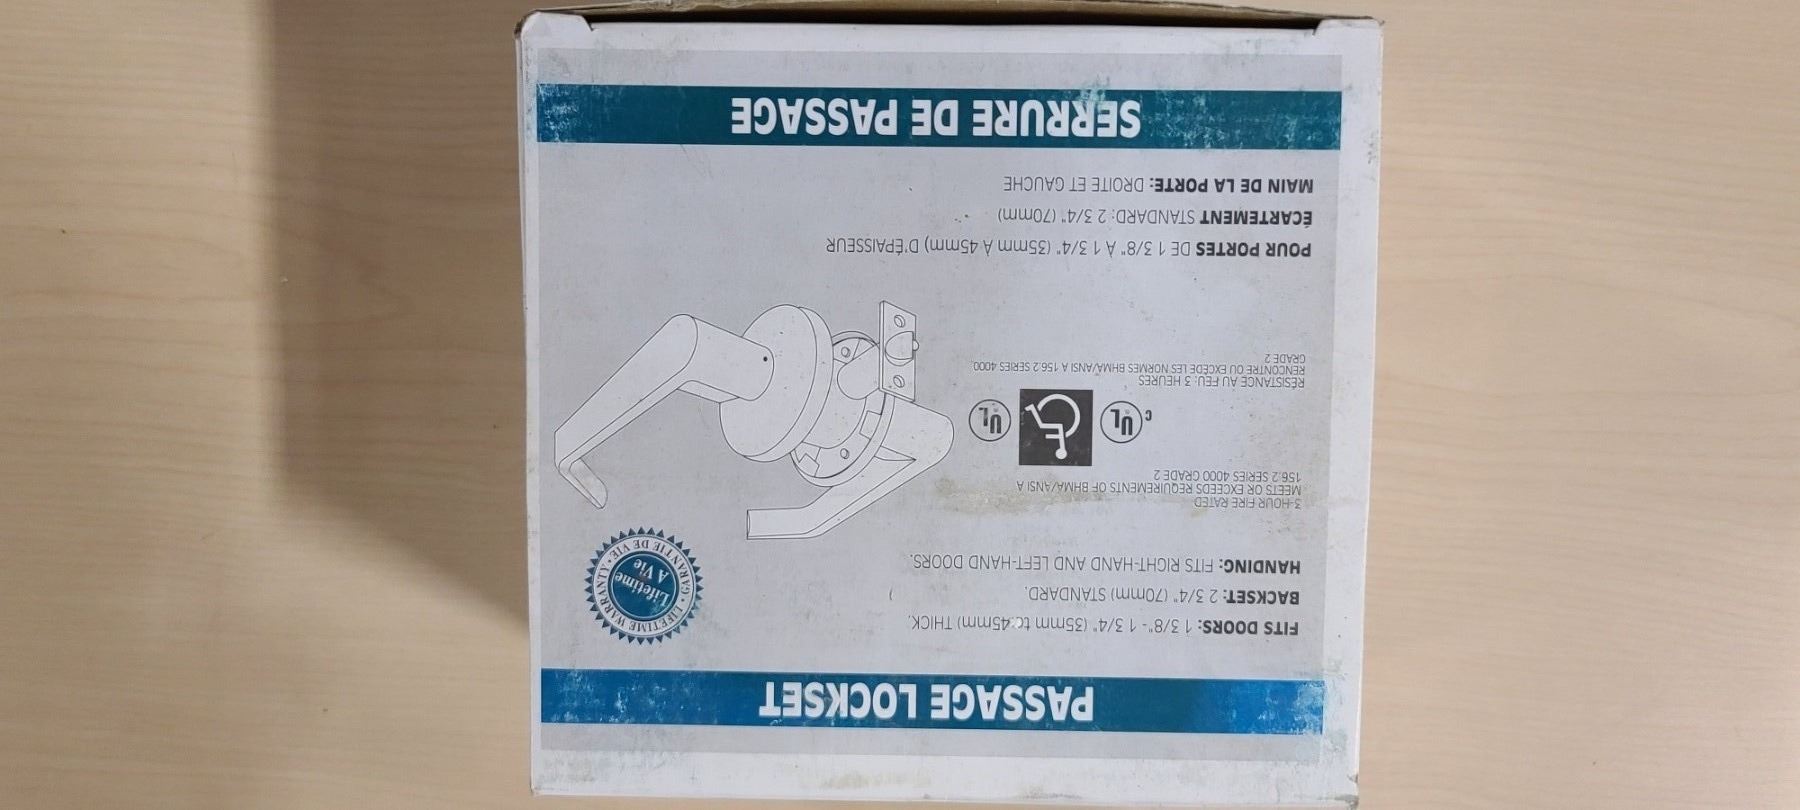 PASSAGE LOCKSET
FITS DOORS: 1 3/8"- 1 3/4" (35mm to 45mm) THICK.
BACKSET: 2 3/4" (70mm) STANDARD.
HANDING: FITS RIGHT-HAND AND LEFT-HAND DOORS.
LIFETIME WARRANTY • GARANTIE DE VIE •
Lifetime
A Vie
3-HOUR FIRE RATED
MEETS OR EXCEEDS REQUIREMENTS OF BHMA/ANSI A
156.2 SERIES 4000 GRADE 2
C UL UL
RÉSISTANCE AU FEU: 3 HEURES
RENCONTRE OU EXCÈDE LES NORMES BHMA/ANSI A 156.2 SERIES 4000
GRADE 2
POUR PORTES DE 1 3/8" À 1 3/4" (35mm À 45mm) D'ÉPAISSEUR
ÉCARTEMENT STANDARD: 2 3/4" (70mm)
MAIN DE LA PORTE: DROITE ET GAUCHE
SERRURE DE PASSAGE